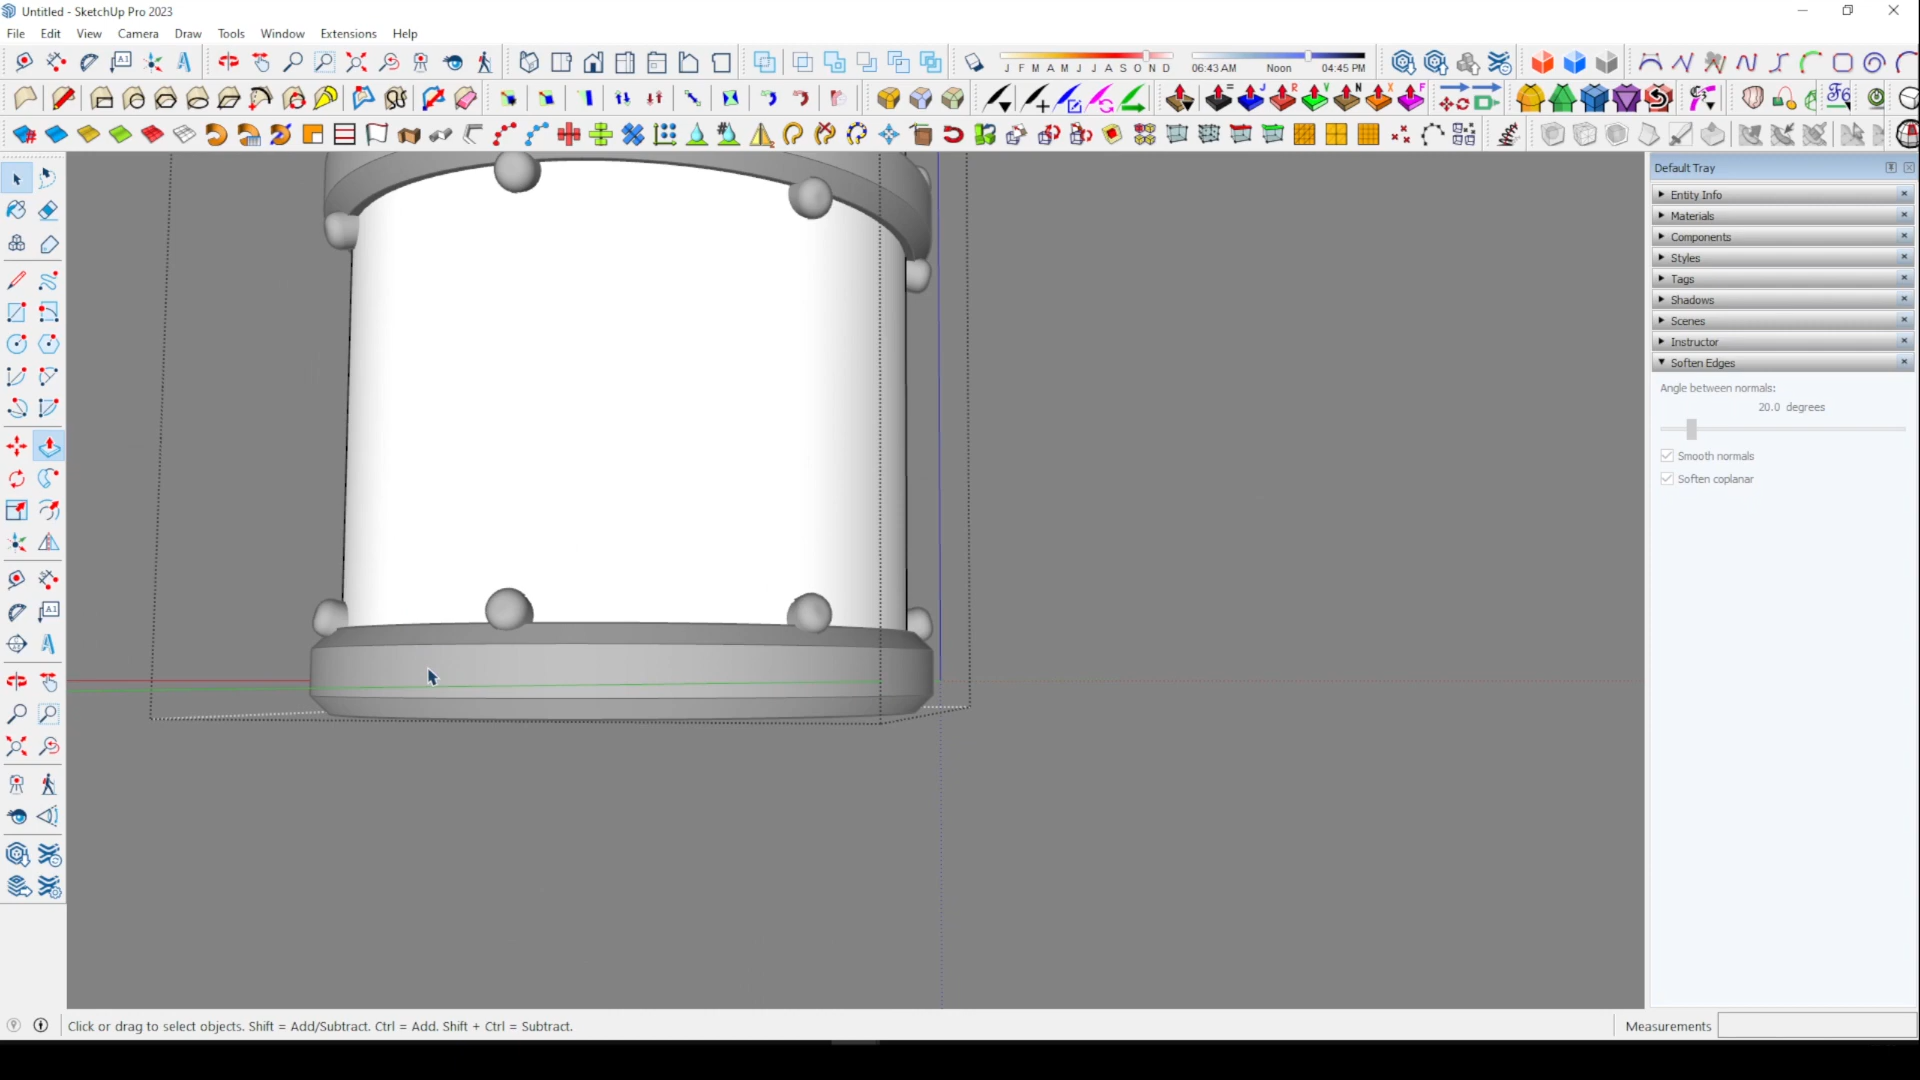 Untitled - SketchUp Pro 2023
File Edit View Camera Draw Tools Window Extensions Help
J F M A M J J A S O N D 06:43 AM Noon 04:45 PM
Default Tray
Entity Info
Materials
Components
Styles
Tags
Shadows
Scenes
Instructor
Soften Edges
Angle between normals:
20.0 degrees
Smooth normals
Soften coplanar
Click or drag to select objects. Shift = Add/Subtract. Ctrl = Add. Shift + Ctrl = Subtract.
Measurements